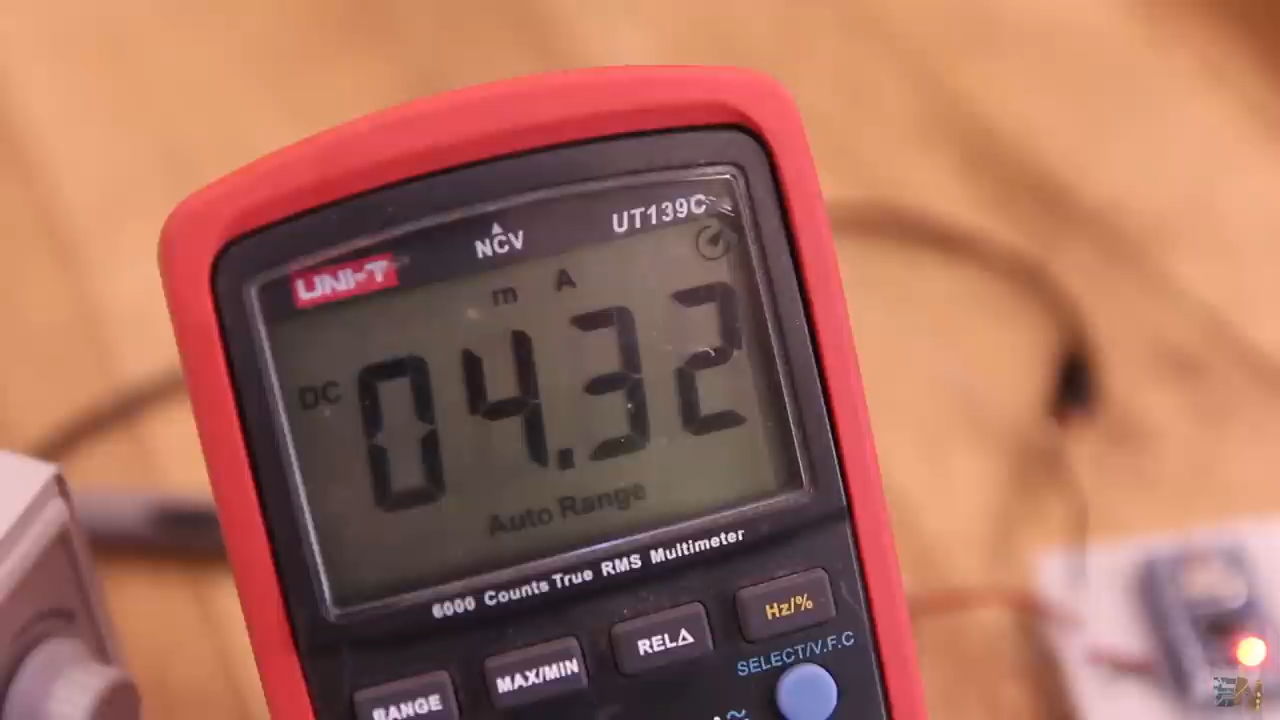 NCV
UT139C
UNI-T
m A
DC
04.32
Auto Range
6000 Counts True RMS Multimeter
RANGE
MAX/MIN
RELΔ
Hz/%
SELECT/V.F.C